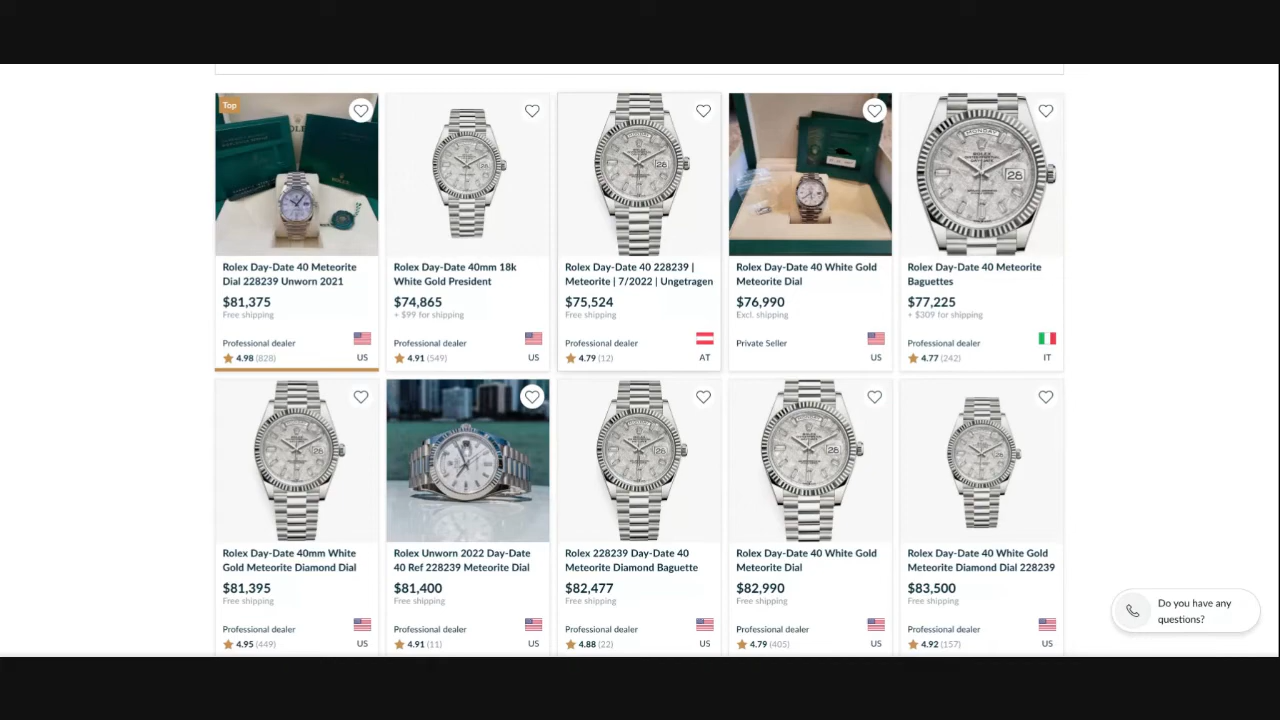 Top
Rolex Day-Date 40 Meteorite
Dial 228239 Unworn 2021
$81,375
Free shipping
Professional dealer
4.98 (828)
US
Rolex Day-Date 40mm 18k
White Gold President
$74,865
+ $99 for shipping
Professional dealer
4.91 (549)
US
Rolex Day-Date 40 228239 |
Meteorite | 7/2022 | Ungetragen
$75,524
Free shipping
Professional dealer
4.79 (12)
AT
Rolex Day-Date 40 White Gold
Meteorite Dial
$76,990
Excl. shipping
Private Seller
US
MONDAY
ROLEX
28
Rolex Day-Date 40 Meteorite
Baguettes
$77,225
+ $309 for shipping
Professional dealer
4.77 (242)
IT
Rolex Day-Date 40mm White
Gold Meteorite Diamond Dial
$81,395
Free shipping
Professional dealer
4.95 (449)
US
Rolex Unworn 2022 Day-Date
40 Ref 228239 Meteorite Dial
$81,400
Free shipping
Professional dealer
4.91 (11)
US
Rolex 228239 Day-Date 40
Meteorite Diamond Baguette
$82,477
Free shipping
Professional dealer
4.88 (22)
US
Rolex Day-Date 40 White Gold
Meteorite Dial
$82,990
Free shipping
Professional dealer
4.79 (405)
US
Rolex Day-Date 40 White Gold
Meteorite Diamond Dial 228239
$83,500
Free shipping
Professional dealer
4.92 (157)
US
Do you have any
questions?